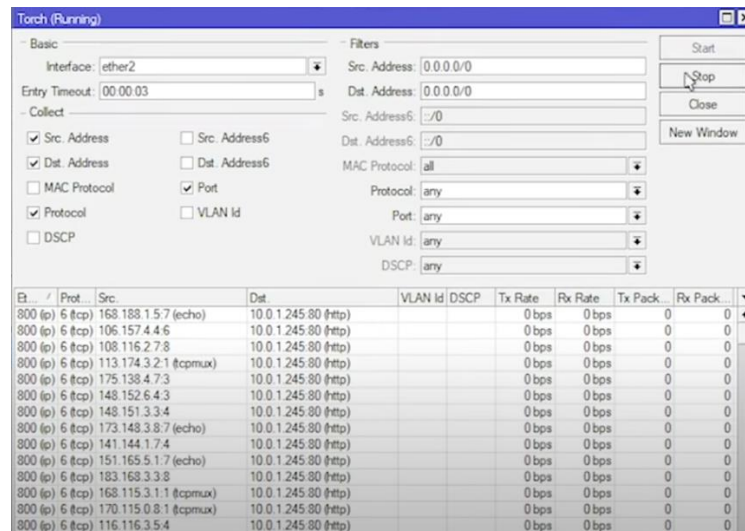 Torch (Running)
Basic
Interface: ether2
Entry Timeout: 00:00:03 s
Collect
Src. Address Src. Address6
Dst. Address Dst. Address6
MAC Protocol Port
Protocol VLAN Id
DSCP
Filters
Src. Address: 0.0.0.0/0
Dst. Address: 0.0.0.0/0
Src. Address6: ::/0
Dst. Address6: ::/0
MAC Protocol: all
Protocol: any
Port: any
VLAN Id: any
DSCP: any
Start
Stop
Close
New Window
Et... Prot... Src. Dst. VLAN Id DSCP Tx Rate Rx Rate Tx Pack... Rx Pack...
800 (ip) 6 (tcp) 168.188.1.5:7 (echo) 10.0.1.245:80 (http) 0 bps 0 bps 0 0
800 (ip) 6 (tcp) 106.157.4.4:6 10.0.1.245:80 (http) 0 bps 0 bps 0 0
800 (ip) 6 (tcp) 108.116.2.7:8 10.0.1.245:80 (http) 0 bps 0 bps 0 0
800 (ip) 6 (tcp) 113.174.3.2:1 (tcpmux) 10.0.1.245:80 (http) 0 bps 0 bps 0 0
800 (ip) 6 (tcp) 175.138.4.7:3 10.0.1.245:80 (http) 0 bps 0 bps 0 0
800 (ip) 6 (tcp) 148.152.6.4:3 10.0.1.245:80 (http) 0 bps 0 bps 0 0
800 (ip) 6 (tcp) 148.151.3.3:4 10.0.1.245:80 (http) 0 bps 0 bps 0 0
800 (ip) 6 (tcp) 173.148.3.8:7 (echo) 10.0.1.245:80 (http) 0 bps 0 bps 0 0
800 (ip) 6 (tcp) 141.144.1.7:4 10.0.1.245:80 (http) 0 bps 0 bps 0 0
800 (ip) 6 (tcp) 151.165.5.1:7 (echo) 10.0.1.245:80 (http) 0 bps 0 bps 0 0
800 (ip) 6 (tcp) 183.168.3.3:8 10.0.1.245:80 (http) 0 bps 0 bps 0 0
800 (ip) 6 (tcp) 168.115.3.1:1 (tcpmux) 10.0.1.245:80 (http) 0 bps 0 bps 0 0
800 (ip) 6 (tcp) 170.115.0.8:1 (tcpmux) 10.0.1.245:80 (http) 0 bps 0 bps 0 0
800 (ip) 6 (tcp) 116.116.3.5:4 10.0.1.245:80 (http) 0 bps 0 bps 0 0